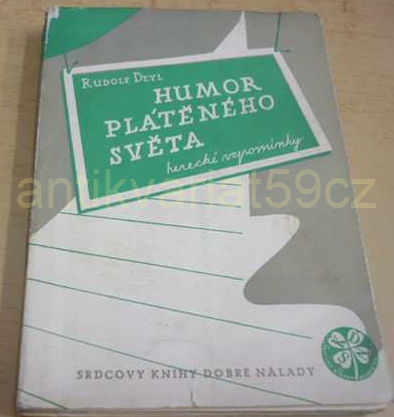 RUDOLF DEYL
HUMOR
PLÁTĚNÉHO
SVĚTA
herecké vzpomínky
antikvariat59cz
SRDCOVY KNIHY DOBRÉ NÁLADY